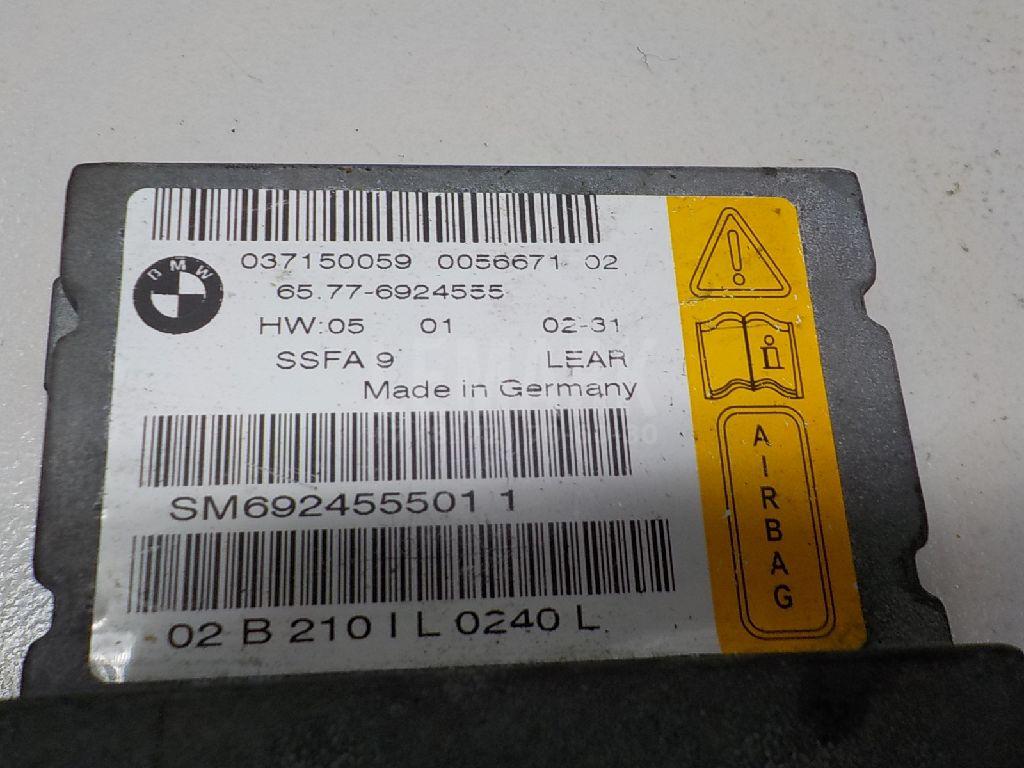 037150059 0056671 02
BMW
65.77-6924555
HW:05 01 02-31
SSFA 9 LEAR
Made in Germany
SM692455501 1
02 B 210 I L 0240 L
i
AIRBAG